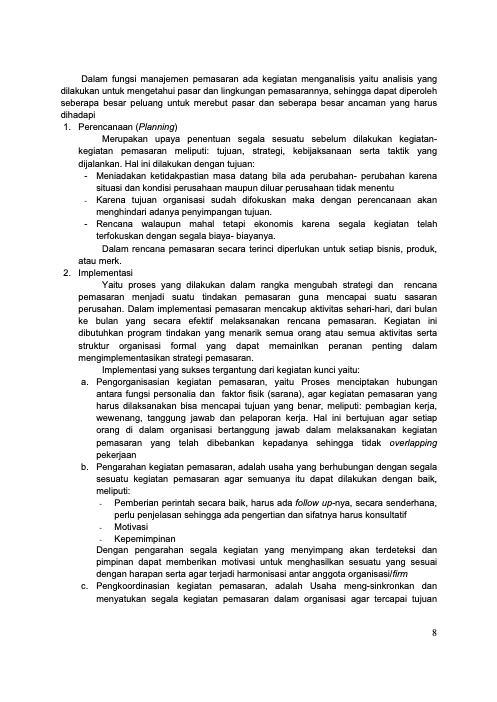 Dalam fungsi manajemen pemasaran ada kegiatan menganalisis yaitu analisis yang
dilakukan untuk mengetahui pasar dan lingkungan pemasarannya, sehingga dapat diperoleh
seberapa besar peluang untuk merebut pasar dan seberapa besar ancaman yang harus
dihadapi
1. Perencanaan (Planning)
Merupakan upaya penentuan segala sesuatu sebelum dilakukan kegiatan-
kegiatan pemasaran meliputi: tujuan, strategi, kebijaksanaan serta taktik yang
dijalankan. Hal ini dilakukan dengan tujuan:
- Meniadakan ketidakpastian masa datang bila ada perubahan- perubahan karena
situasi dan kondisi perusahaan maupun diluar perusahaan tidak menentu
- Karena tujuan organisasi sudah difokuskan maka dengan perencanaan akan
menghindari adanya penyimpangan tujuan.
- Rencana walaupun mahal tetapi ekonomis karena segala kegiatan telah
terfokuskan dengan segala biaya- biayanya.
Dalam rencana pemasaran secara terinci diperlukan untuk setiap bisnis, produk,
atau merk.
2. Implementasi
Yaitu proses yang dilakukan dalam rangka mengubah strategi dan rencana
pemasaran menjadi suatu tindakan pemasaran guna mencapai suatu sasaran
perusahan. Dalam implementasi pemasaran mencakup aktivitas sehari-hari, dari bulan
ke bulan yang secara efektif melaksanakan rencana pemasaran. Kegiatan ini
dibutuhkan program tindakan yang menarik semua orang atau semua aktivitas serta
struktur organisasi formal yang dapat memainlkan peranan penting dalam
mengimplementasikan strategi pemasaran.
Implementasi yang sukses tergantung dari kegiatan kunci yaitu:
a. Pengorganisasian kegiatan pemasaran, yaitu Proses menciptakan hubungan
antara fungsi personalia dan faktor fisik (sarana), agar kegiatan pemasaran yang
harus dilaksanakan bisa mencapai tujuan yang benar, meliputi: pembagian kerja,
wewenang, tanggung jawab dan pelaporan kerja. Hal ini bertujuan agar setiap
orang di dalam organisasi bertanggung jawab dalam melaksanakan kegiatan
pemasaran yang telah dibebankan kepadanya sehingga tidak overlapping
pekerjaan
b. Pengarahan kegiatan pemasaran, adalah usaha yang berhubungan dengan segala
sesuatu kegiatan pemasaran agar semuanya itu dapat dilakukan dengan baik,
meliputi:
- Pemberian perintah secara baik, harus ada follow up-nya, secara senderhana,
perlu penjelasan sehingga ada pengertian dan sifatnya harus konsultatif
- Motivasi
- Kepemimpinan
Dengan pengarahan segala kegiatan yang menyimpang akan terdeteksi dan
pimpinan dapat memberikan motivasi untuk menghasilkan sesuatu yang sesuai
dengan harapan serta agar terjadi harmonisasi antar anggota organisasi/firm
c. Pengkoordinasian kegiatan pemasaran, adalah Usaha meng-sinkronkan dan
menyatukan segala kegiatan pemasaran dalam organisasi agar tercapai tujuan
8